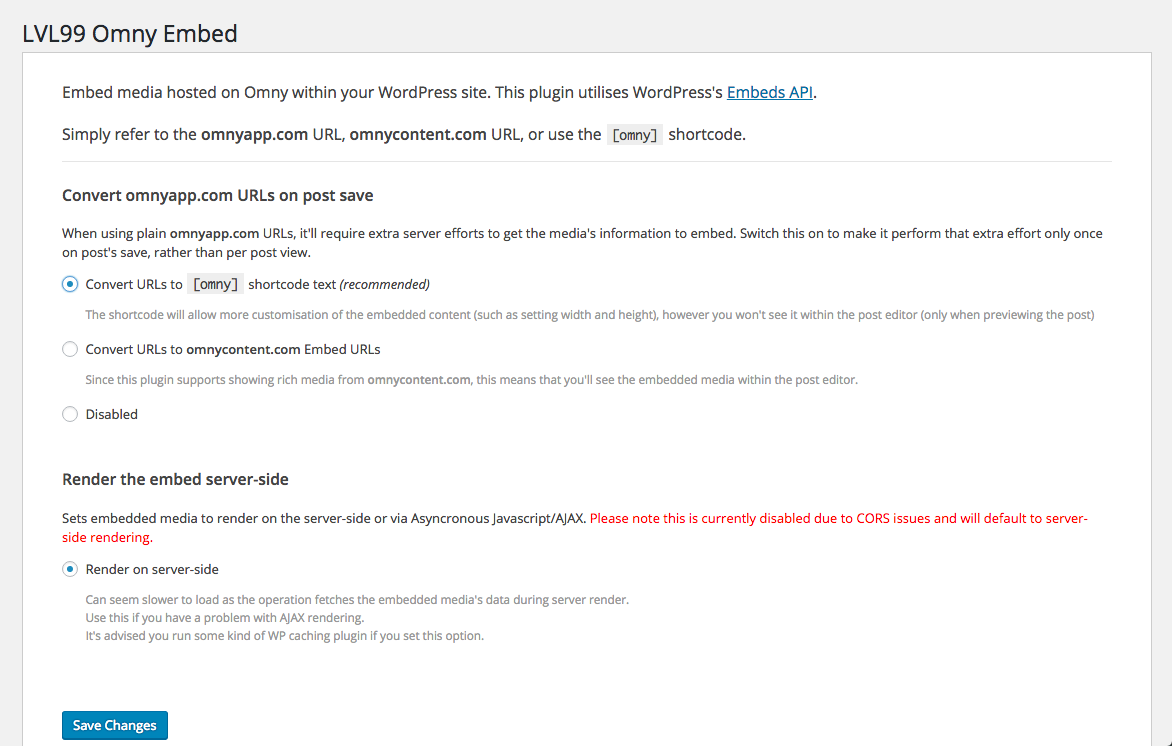 LVL99 Omny Embed
Embed media hosted on Omny within your WordPress site. This plugin utilises WordPress's Embeds API.
Simply refer to the omnyapp.com URL, omnycontent.com URL, or use the [omny] shortcode.
Convert omnyapp.com URLs on post save
When using plain omnyapp.com URLs, it'll require extra server efforts to get the media's information to embed. Switch this on to make it perform that extra effort only once
on post's save, rather than per post view.
Convert URLs to [omny] shortcode text (recommended)
The shortcode will allow more customisation of the embedded content (such as setting width and height), however you won't see it within the post editor (only when previewing the post)
Convert URLs to omnycontent.com Embed URLs
Since this plugin supports showing rich media from omnycontent.com, this means that you'll see the embedded media within the post editor.
Disabled
Render the embed server-side
Sets embedded media to render on the server-side or via Asyncronous Javascript/AJAX. Please note this is currently disabled due to CORS issues and will default to server-
side rendering.
Render on server-side
Can seem slower to load as the operation fetches the embedded media's data during server render.
Use this if you have a problem with AJAX rendering.
It's advised you run some kind of WP caching plugin if you set this option.
Save Changes